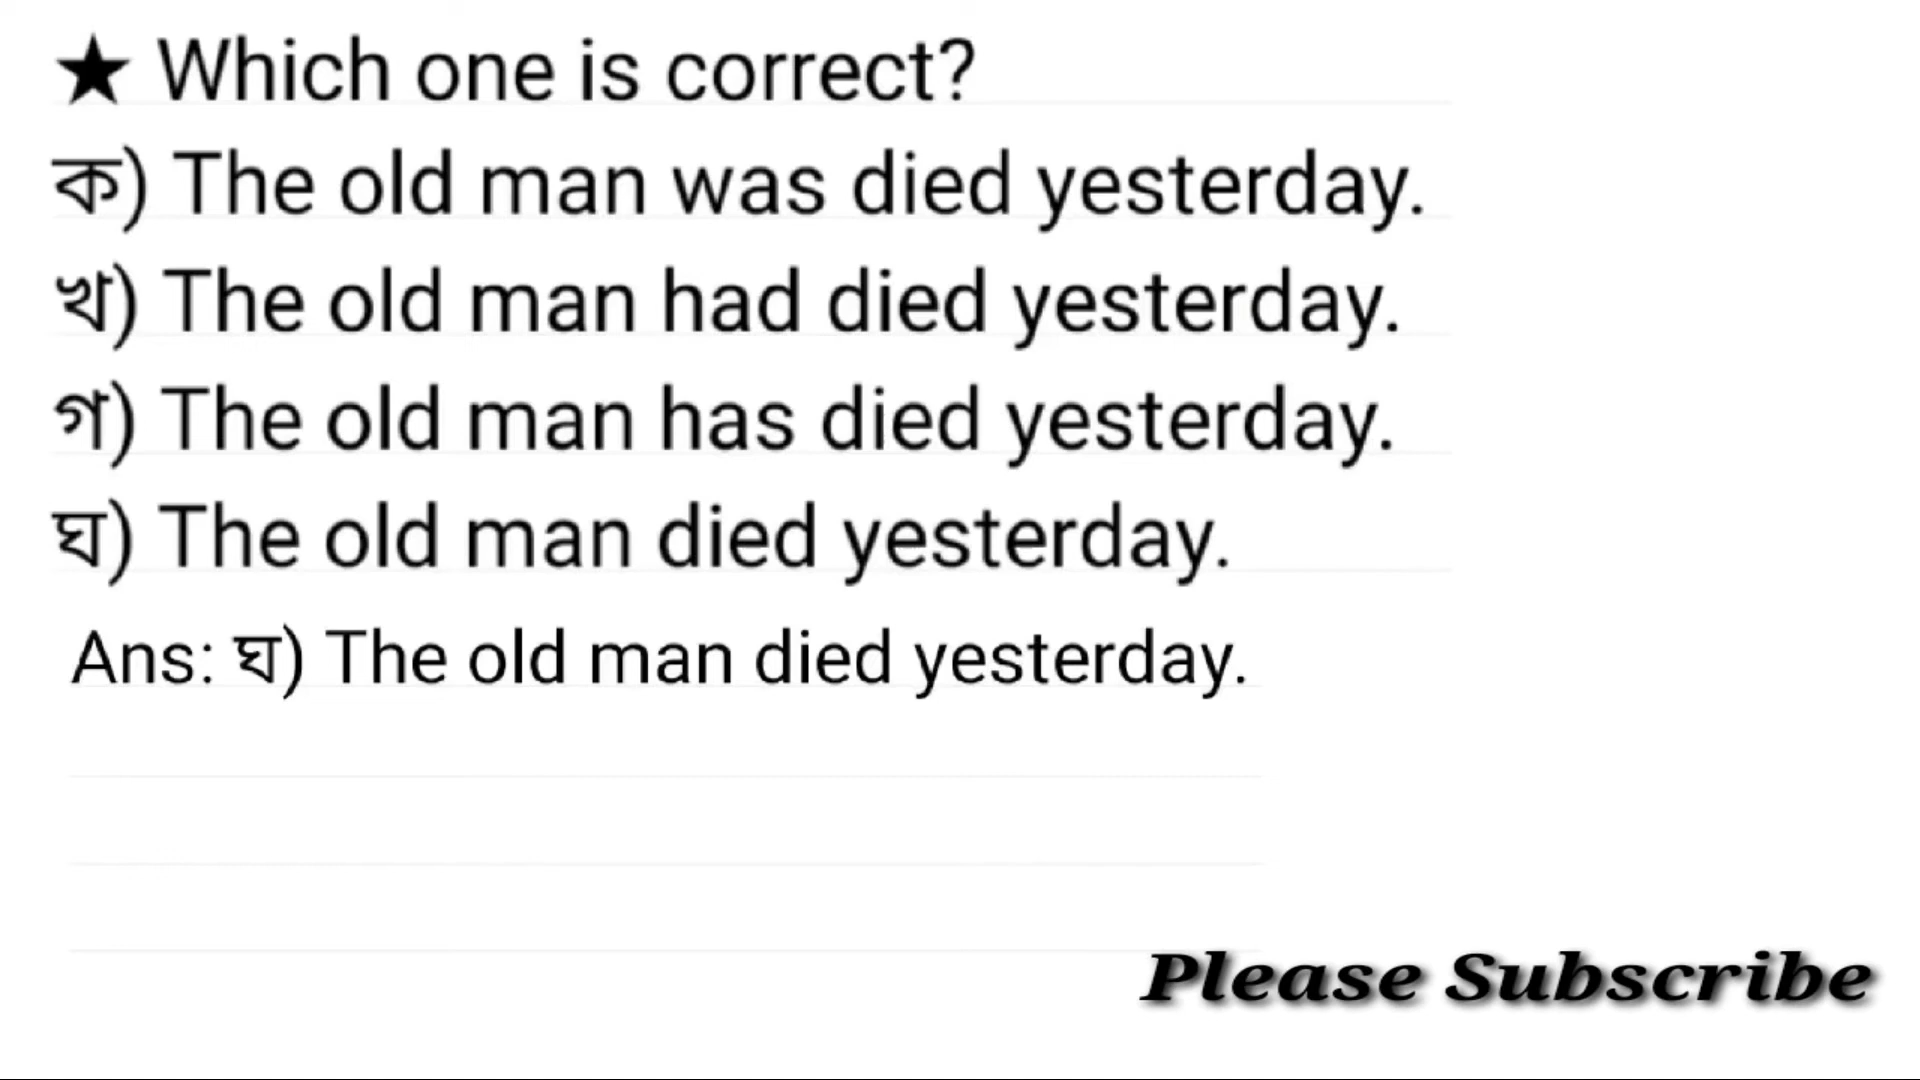 ★ Which one is correct?
ক) The old man was died yesterday.
খ) The old man had died yesterday.
গ) The old man has died yesterday.
ঘ) The old man died yesterday.
Ans: ঘ) The old man died yesterday.
Please Subscribe